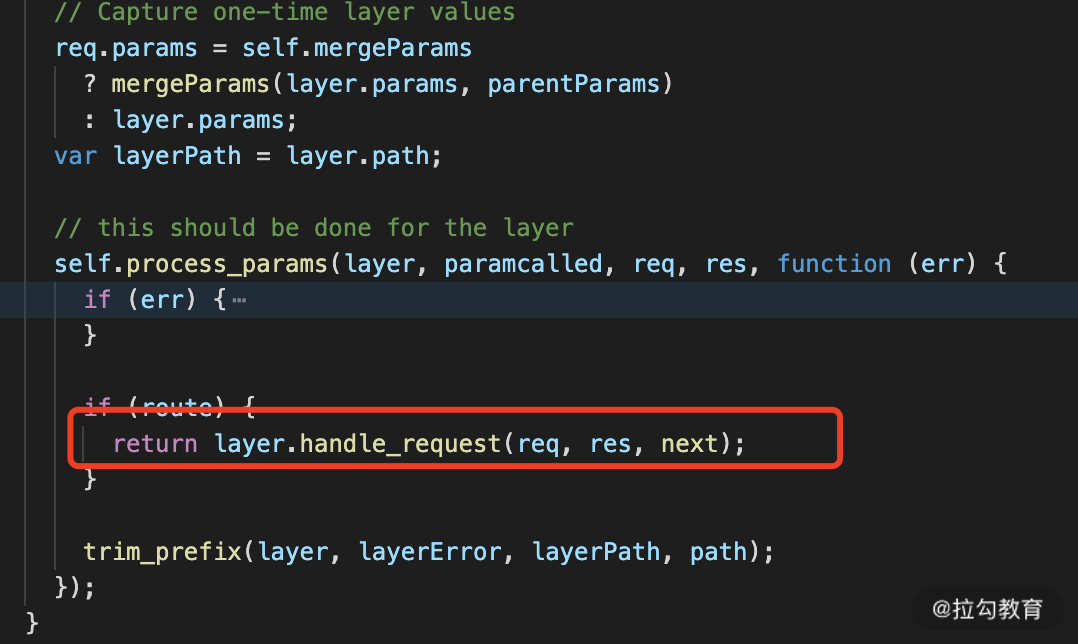 // Capture one-time layer values
req.params = self.mergeParams
? mergeParams(layer.params, parentParams)
: layer.params;
var layerPath = layer.path;
// this should be done for the layer
self.process_params(layer, paramcalled, req, res, function (err) {
if (err) {⋯
}
if (route) {
return layer.handle_request(req, res, next);
}
trim_prefix(layer, layerError, layerPath, path);
});
}
@拉勾教育